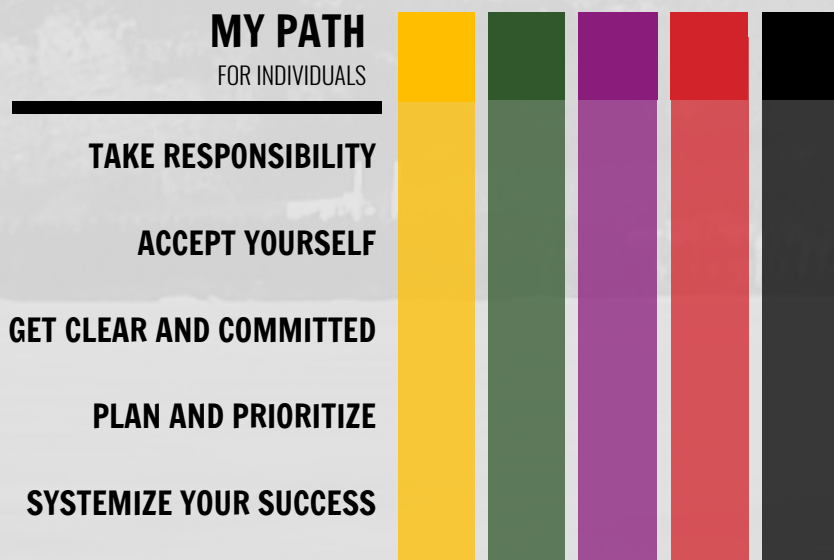 MY PATH
FOR INDIVIDUALS
TAKE RESPONSIBILITY
ACCEPT YOURSELF
GET CLEAR AND COMMITTED
PLAN AND PRIORITIZE
SYSTEMIZE YOUR SUCCESS